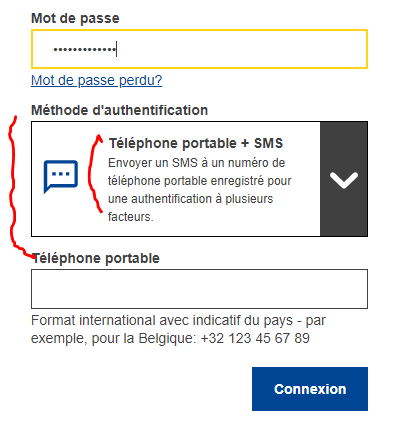 Mot de passe
•••••••••••••
Mot de passe perdu?
Méthode d'authentification
Téléphone portable + SMS
Envoyer un SMS à un numéro de
téléphone portable enregistré pour
une authentification à plusieurs
facteurs.
Téléphone portable
Format international avec indicatif du pays - par
exemple, pour la Belgique: +32 123 45 67 89
Connexion